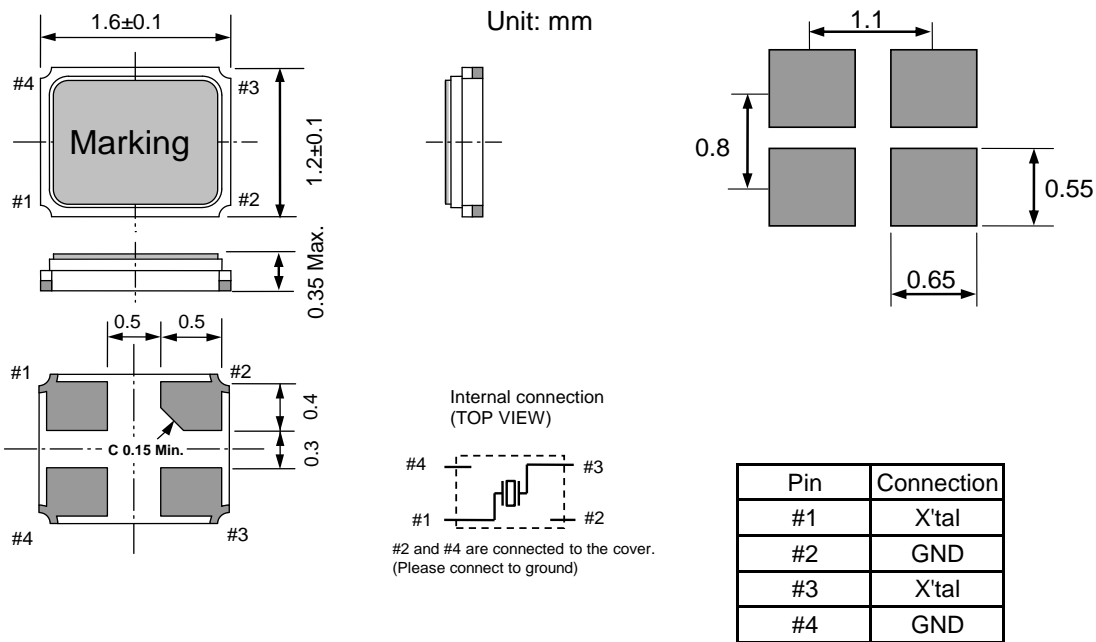 1.6±0.1
Unit: mm
1.1
#4
#3
Marking
1.2±0.1
0.8
#1
#2
0.55
0.35 Max.
0.65
0.5
0.5
#1
#2
0.4
C 0.15 Min.
0.3
#4
#3
Internal connection
(TOP VIEW)
#4
#3
#1
#2
#2 and #4 are connected to the cover.
(Please connect to ground)
Pin Connection
#1 X'tal
#2 GND
#3 X'tal
#4 GND